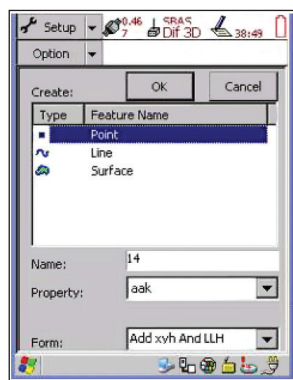 Setup 0.46 7 SBAS Dif 3D 38:49
Option
Create: OK Cancel
Type Feature Name
Point
Line
Surface
Name: 14
Property: aak
Form: Add xyh And LLH